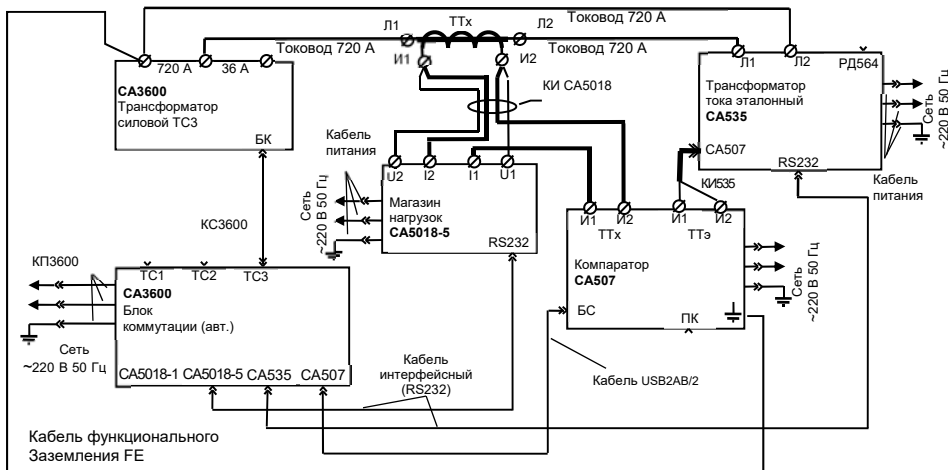 Л1
ТТх
Л2
Токовод 720 А
Токовод 720 А
Токовод 720 А
И1
И2
720 А
36 А
СА3600
Трансформатор
силовой ТС3
БК
КИ СА5018
Л1
Л2
РД564
Трансформатор
тока эталонный
СА535
СА507
RS232
Сеть
~220 В 50 Гц
Кабель
питания
Кабель
питания
U2
I2
I1
U1
Магазин
нагрузок
СА5018-5
RS232
Сеть
~220 В 50 Гц
КС3600
КИ535
И1
И2
И1
И2
ТТх
ТТэ
Компаратор
СА507
БС
ПК
Сеть
~220 В 50 Гц
КП3600
ТС1
ТС2
ТС3
СА3600
Блок
коммутации (авт.)
СА5018-1
СА5018-5
СА535
СА507
Сеть
~220 В 50 Гц
Кабель
интерфейсный
(RS232)
Кабель USB2AB/2
Кабель функционального
Заземления FE